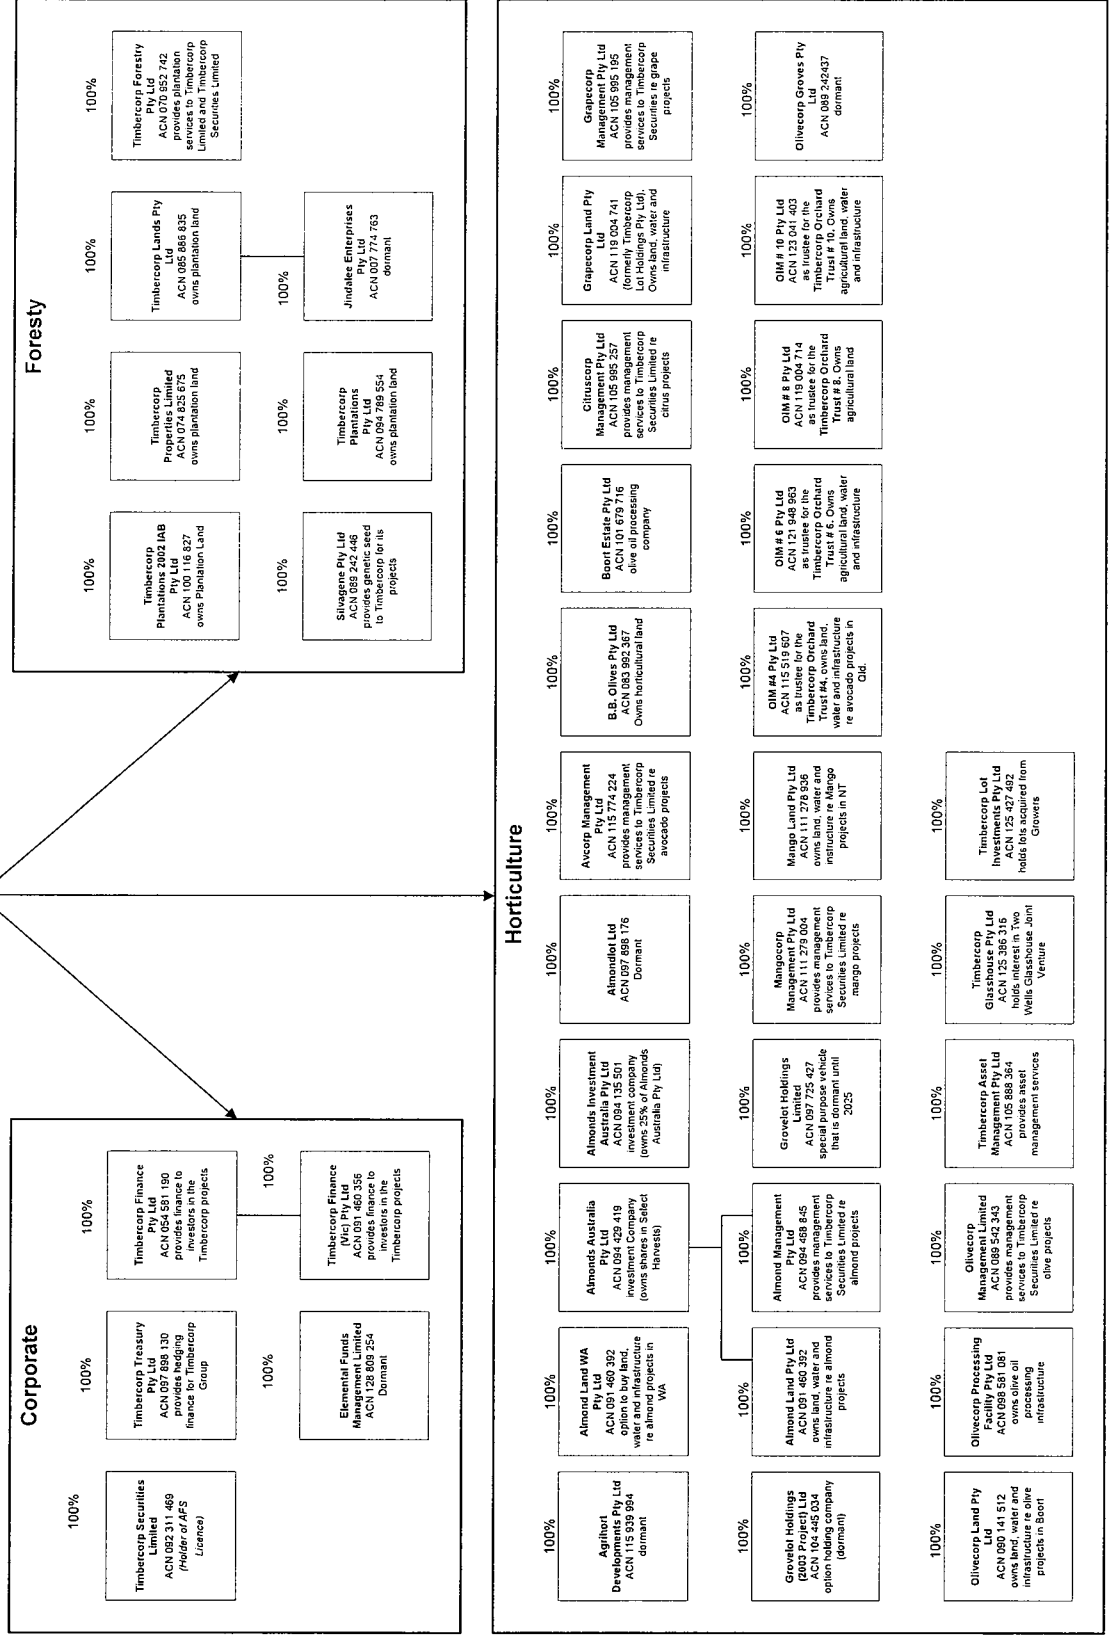 Corporate
100%
Timbercorp Securities
Limited
ACN 092 311 469
(Holder of AFS
Licence)
100%
Timbercorp Treasury
Pty Ltd
ACN 097 898 130
provides hedging
finance for Timbercorp
Group
100%
Timbercorp Finance
Pty Ltd
ACN 054 581 190
provides finance to
investors in the
Timbercorp projects
100%
Elemental Funds
Management Limited
ACN 128 809 254
Dormant
100%
Timbercorp Finance
(Vic) Pty Ltd
ACN 091 460 356
provides finance to
investors in the
Timbercorp projects
Foresty
100%
Timbercorp
Plantations 2002 IAB
Pty Ltd
ACN 100 116 827
owns Plantation Land
100%
Timbercorp
Properties Limited
ACN 074 825 675
owns plantation land
100%
Timbercorp Lands Pty
Ltd
ACN 085 886 835
owns plantation land
100%
Timbercorp Forestry
Pty Ltd
ACN 070 952 742
provides plantation
services to Timbercorp
Limited and Timbercorp
Securities Limited
100%
Silvagene Pty Ltd
ACN 089 242 446
provides genetic seed
to Timbercorp for its
projects
100%
Timbercorp
Plantations
Pty Ltd
ACN 094 789 554
owns plantation land
100%
Jindalee Enterprises
Pty Ltd
ACN 007 774 763
dormant
Horticulture
100%
Agrihort
Developments Pty Ltd
ACN 115 939 994
dormant
100%
Almond Land WA
Pty Ltd
ACN 091 460 392
option to buy land,
water and infrastructure
re almond projects in
WA
100%
Almonds Australia
Pty Ltd
ACN 094 429 419
investment Company
(owns shares in Select
Harvests)
100%
Almonds Investment
Australia Pty Ltd
ACN 094 135 501
investment company
(owns 25% of Almonds
Australia Pty Ltd)
100%
Almondlot Ltd
ACN 097 898 176
Dormant
100%
Avcorp Management
Pty Ltd
ACN 115 774 224
provides management
services to Timbercorp
Securities Limited re
avocado projects
100%
B.B. Olives Pty Ltd
ACN 083 992 367
Owns horticultural land
100%
Boort Estate Pty Ltd
ACN 101 679 716
olive oil processing
company
100%
Citruscorp
Management Pty Ltd
ACN 105 995 257
provides management
services to Timbercorp
Securities Limited re
citrus projects
100%
Grapecorp Land Pty
Ltd
ACN 119 004 741
(formerly Timbercorp
Lot Holdings Pty Ltd).
Owns land, water and
infrastructure
100%
Grapecorp
Management Pty Ltd
ACN 105 995 195
provides management
services to Timbercorp
Securities re grape
projects
100%
Grovelot Holdings
(2003 Project) Ltd
ACN 104 445 034
option holding company
(dormant)
100%
Almond Land Pty Ltd
ACN 091 460 392
owns land, water and
infrastructure re almond
projects
100%
Almond Management
Pty Ltd
ACN 094 468 845
provides management
services to Timbercorp
Securities Limited re
almond projects
100%
Grovelot Holdings
Limited
ACN 097 725 427
special purpose vehicle
that is dormant until
2025
100%
Mangocorp
Management Pty Ltd
ACN 111 279 004
provides management
services to Timbercorp
Securities Limited re
mango projects
100%
Mango Land Pty Ltd
ACN 111 278 936
owns land, water and
instructure re Mango
projects in NT
100%
OIM #4 Pty Ltd
ACN 115 519 607
as trustee for the
Timbercorp Orchard
Trust #4, owns land,
water and infrastructure
re avocado projects in
Qld.
100%
OIM # 6 Pty Ltd
ACN 121 948 963
as trustee for the
Timbercorp Orchard
Trust # 6. Owns
agricultural land, water
and infrastructure
100%
OIM # 8 Pty Ltd
ACN 119 004 714
as trustee for the
Timbercorp Orchard
Trust # 8. Owns
agricultural land
100%
OIM # 10 Pty Ltd
ACN 123 041 403
as trustee for the
Timbercorp Orchard
Trust # 10. Owns
agricultural land, water
and infrastructure
100%
Olivecorp Groves Pty
Ltd
ACN 089 242437
dormant
100%
Olivecorp Land Pty
Ltd
ACN 090 141 512
owns land, water and
infrastructure re olive
projects in Boort
100%
Olivecorp Processing
Facility Pty Ltd
ACN 098 581 081
owns olive oil
processing
infrastructure
100%
Olivecorp
Management Limited
ACN 089 542 343
provides management
services to Timbercorp
Securities Limited re
olive projects
100%
Timbercorp Asset
Management Pty Ltd
ACN 105 888 364
provides asset
management services
100%
Timbercorp
Glasshouse Pty Ltd
ACN 125 386 315
holds interest in Two
Wells Glasshouse Joint
Venture
100%
Timbercorp Lot
Investments Pty Ltd
ACN 125 427 492
holds lots acquired from
Growers